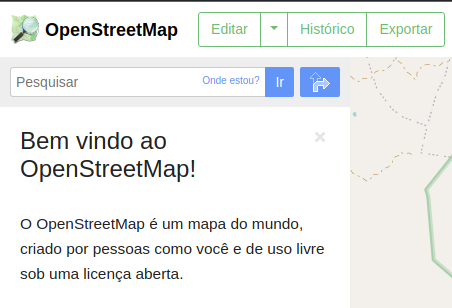 OpenStreetMap Editar Histórico Exportar
Pesquisar Onde estou? Ir
Bem vindo ao
OpenStreetMap!
O OpenStreetMap é um mapa do mundo,
criado por pessoas como você e de uso livre
sob uma licença aberta.